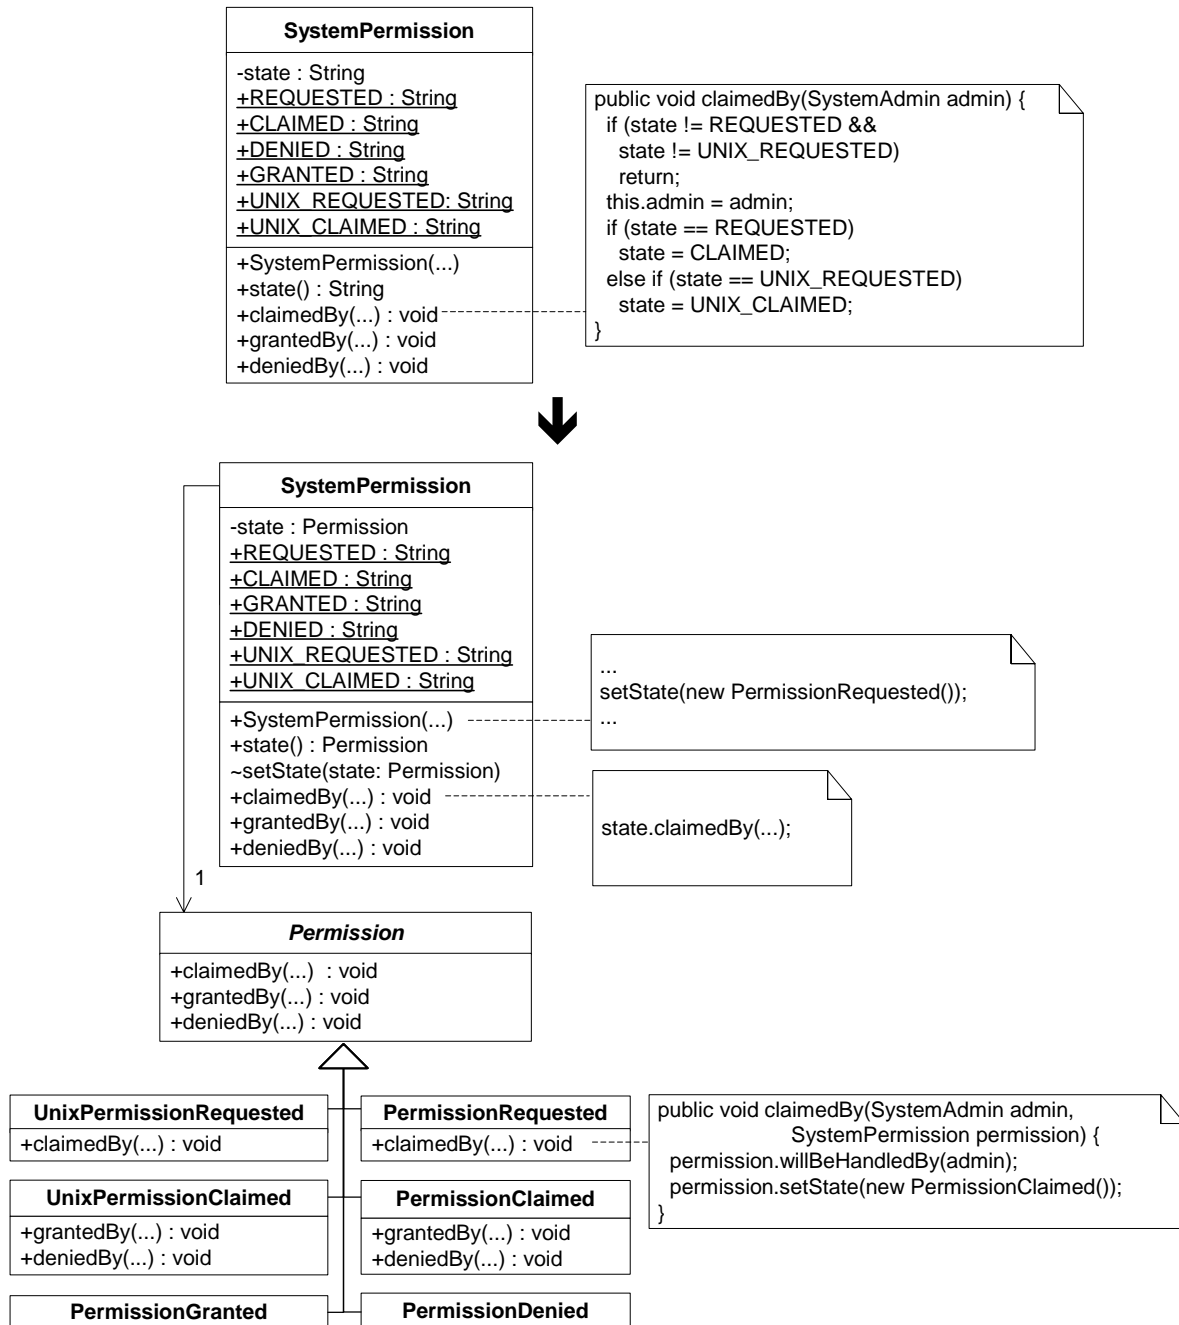 SystemPermission
-state : String
+REQUESTED : String
+CLAIMED : String
+DENIED : String
+GRANTED : String
+UNIX_REQUESTED: String
+UNIX_CLAIMED : String
+SystemPermission(...)
+state() : String
+claimedBy(...) : void
+grantedBy(...) : void
+deniedBy(...) : void
public void claimedBy(SystemAdmin admin) {
if (state != REQUESTED &&
state != UNIX_REQUESTED)
return;
this.admin = admin;
if (state == REQUESTED)
state = CLAIMED;
else if (state == UNIX_REQUESTED)
state = UNIX_CLAIMED;
}
SystemPermission
-state : Permission
+REQUESTED : String
+CLAIMED : String
+GRANTED : String
+DENIED : String
+UNIX_REQUESTED : String
+UNIX_CLAIMED : String
+SystemPermission(...)
+state() : Permission
~setState(state: Permission)
+claimedBy(...) : void
+grantedBy(...) : void
+deniedBy(...) : void
...
setState(new PermissionRequested());
...
state.claimedBy(...);
1
Permission
+claimedBy(...) : void
+grantedBy(...) : void
+deniedBy(...) : void
UnixPermissionRequested
+claimedBy(...) : void
PermissionRequested
+claimedBy(...) : void
public void claimedBy(SystemAdmin admin,
SystemPermission permission) {
permission.willBeHandledBy(admin);
permission.setState(new PermissionClaimed());
}
UnixPermissionClaimed
+grantedBy(...) : void
+deniedBy(...) : void
PermissionClaimed
+grantedBy(...) : void
+deniedBy(...) : void
PermissionGranted
PermissionDenied